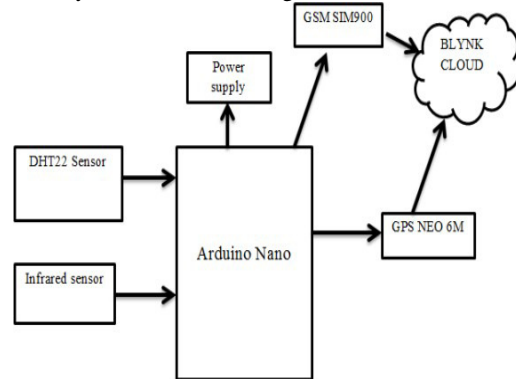 GSM SIM900
BLYNK
CLOUD
Power
supply
DHT22 Sensor
Arduino Nano
GPS NEO 6M
Infrared sensor